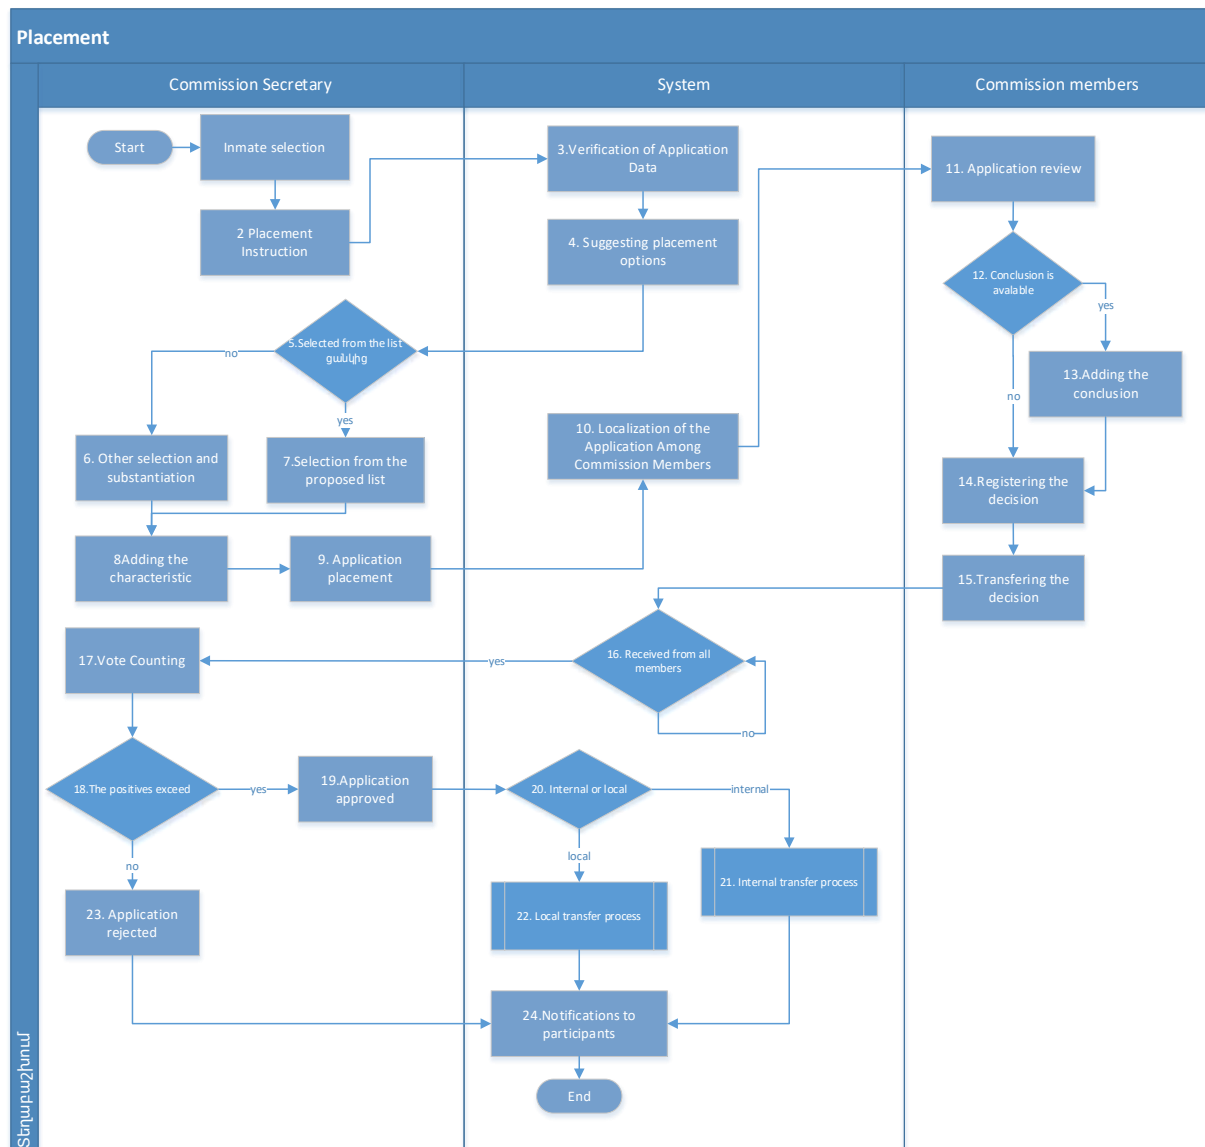 Placement
Commission Secretary
System
Commission members
Start
Inmate selection
2 Placement
Instruction
3.Verification of Application
Data
4. Suggesting placement
options
11. Application review
12. Conclusion is
avalable
yes
no
13.Adding the
conclusion
5.Selected from the list
ցանկից
no
yes
6. Other selection and
substantiation
7.Selection from the
proposed list
10. Localization of the
Application Among
Commission Members
14.Registering the
decision
8Adding the
characteristic
9. Application
placement
15.Transfering the
decision
16. Received from all
members
yes
no
17.Vote Counting
18.The positives exceed
yes
no
19.Application
approved
20. Internal or local
internal
local
21. Internal transfer process
22. Local transfer process
23. Application
rejected
24.Notifications to
participants
End
Տեղաբաշխում